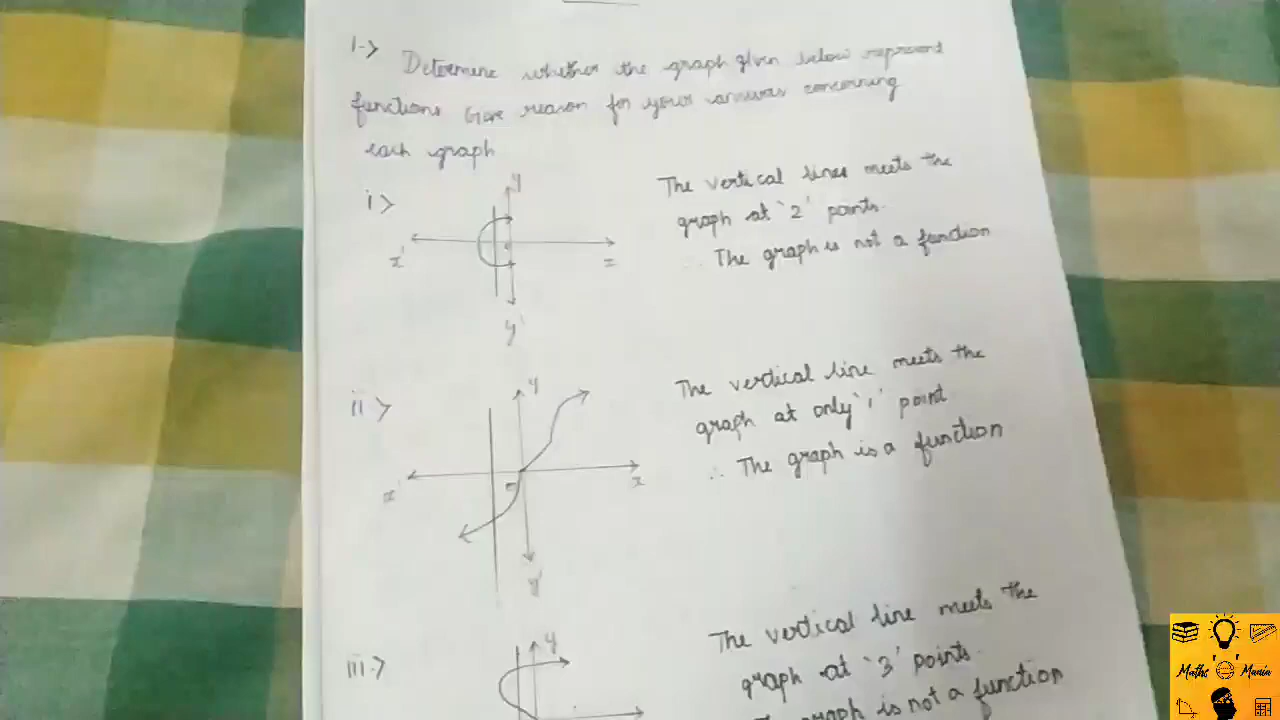 1->
Determine whether the graph given below represent
functions Give reason for your answers concerning
each graph
i>
y
x'
x
y'
The vertical lines meets the
graph at '2' points.
∴ The graph is not a function
ii>
y
x'
x
y'
The vertical line meets the
graph at only '1' point
∴ The graph is a function
iii>
y
The vertical line meets the
graph at '3' points.
graph is not a function
Maths Mania